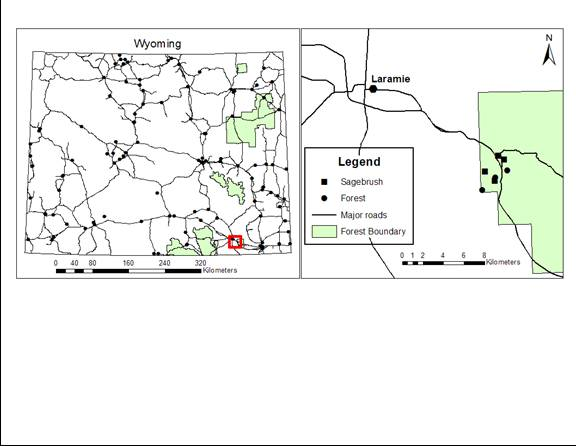 Wyoming
0 40 80 160 240 320
Kilometers
N
Laramie
Legend
Sagebrush
Forest
Major roads
Forest Boundary
0 1 2 4 6 8
Kilometers